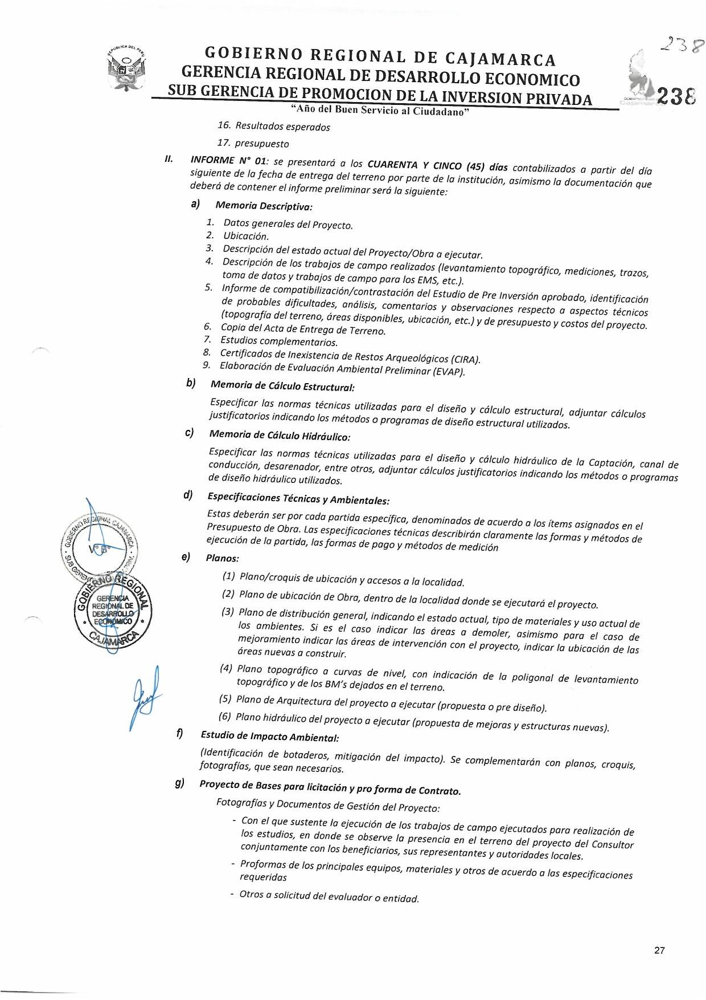 238
REPUBLICA DEL PERU
GOBIERNO REGIONAL DE CAJAMARCA
GERENCIA REGIONAL DE DESARROLLO ECONOMICO
SUB GERENCIA DE PROMOCION DE LA INVERSION PRIVADA
“Año del Buen Servicio al Ciudadano”
Cajamarca
238
16. Resultados esperados
17. presupuesto
II. INFORME N° 01: se presentará a los CUARENTA Y CINCO (45) días contabilizados a partir del día
siguiente de la fecha de entrega del terreno por parte de la institución, asimismo la documentación que
deberá de contener el informe preliminar será la siguiente:
a) Memoria Descriptiva:
1. Datos generales del Proyecto.
2. Ubicación.
3. Descripción del estado actual del Proyecto/Obra a ejecutar.
4. Descripción de los trabajos de campo realizados (levantamiento topográfico, mediciones, trazos,
toma de datos y trabajos de campo para los EMS, etc.).
5. Informe de compatibilización/contrastación del Estudio de Pre Inversión aprobado, identificación
de probables dificultades, análisis, comentarios y observaciones respecto a aspectos técnicos
(topografía del terreno, áreas disponibles, ubicación, etc.) y de presupuesto y costos del proyecto.
6. Copia del Acta de Entrega de Terreno.
7. Estudios complementarios.
8. Certificados de Inexistencia de Restos Arqueológicos (CIRA).
9. Elaboración de Evaluación Ambiental Preliminar (EVAP).
b) Memoria de Cálculo Estructural:
Especificar las normas técnicas utilizadas para el diseño y cálculo estructural, adjuntar cálculos
justificatorios indicando los métodos o programas de diseño estructural utilizados.
c) Memoria de Cálculo Hidráulico:
Especificar las normas técnicas utilizadas para el diseño y cálculo hidráulico de la Captación, canal de
conducción, desarenador, entre otros, adjuntar cálculos justificatorios indicando los métodos o programas
de diseño hidráulico utilizados.
d) Especificaciones Técnicas y Ambientales:
Estas deberán ser por cada partida específica, denominados de acuerdo a los ítems asignados en el
Presupuesto de Obra. Las especificaciones técnicas describirán claramente las formas y métodos de
ejecución de la partida, las formas de pago y métodos de medición
e) Planos:
(1) Plano/croquis de ubicación y accesos a la localidad.
(2) Plano de ubicación de Obra, dentro de la localidad donde se ejecutará el proyecto.
(3) Plano de distribución general, indicando el estado actual, tipo de materiales y uso actual de
los ambientes. Si es el caso indicar las áreas a demoler, asimismo para el caso de
mejoramiento indicar las áreas de intervención con el proyecto, indicar la ubicación de las
áreas nuevas a construir.
(4) Plano topográfico a curvas de nivel, con indicación de la poligonal de levantamiento
topográfico y de los BM’s dejados en el terreno.
(5) Plano de Arquitectura del proyecto a ejecutar (propuesta o pre diseño).
(6) Plano hidráulico del proyecto a ejecutar (propuesta de mejoras y estructuras nuevas).
f) Estudio de Impacto Ambiental:
(Identificación de botaderos, mitigación del impacto). Se complementarán con planos, croquis,
fotografías, que sean necesarios.
g) Proyecto de Bases para licitación y pro forma de Contrato.
Fotografías y Documentos de Gestión del Proyecto:
- Con el que sustente la ejecución de los trabajos de campo ejecutados para realización de
los estudios, en donde se observe la presencia en el terreno del proyecto del Consultor
conjuntamente con los beneficiarios, sus representantes y autoridades locales.
- Proformas de los principales equipos, materiales y otros de acuerdo a las especificaciones
requeridas
- Otros a solicitud del evaluador o entidad.
GOBIERNO REGIONAL CAJAMARCA
V° B°
SUB GERENC
PRIV.
GOBIERNO REGIONAL
GERENCIA
REGIONAL DE
DESARROLLO
ECONOMICO
CAJAMARCA
27